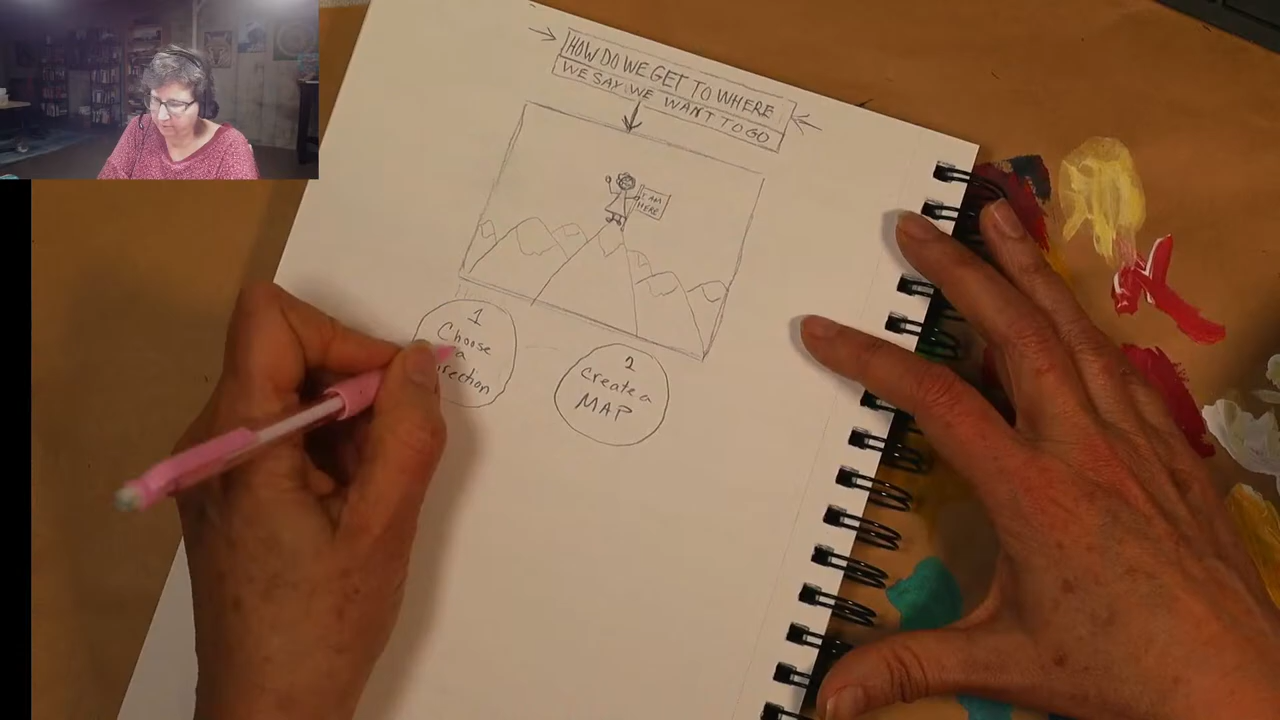 HOW DO WE GET TO WHERE
WE SAY WE WANT TO GO
I AM
HERE
1
Choose
a
2
Create a
MAP